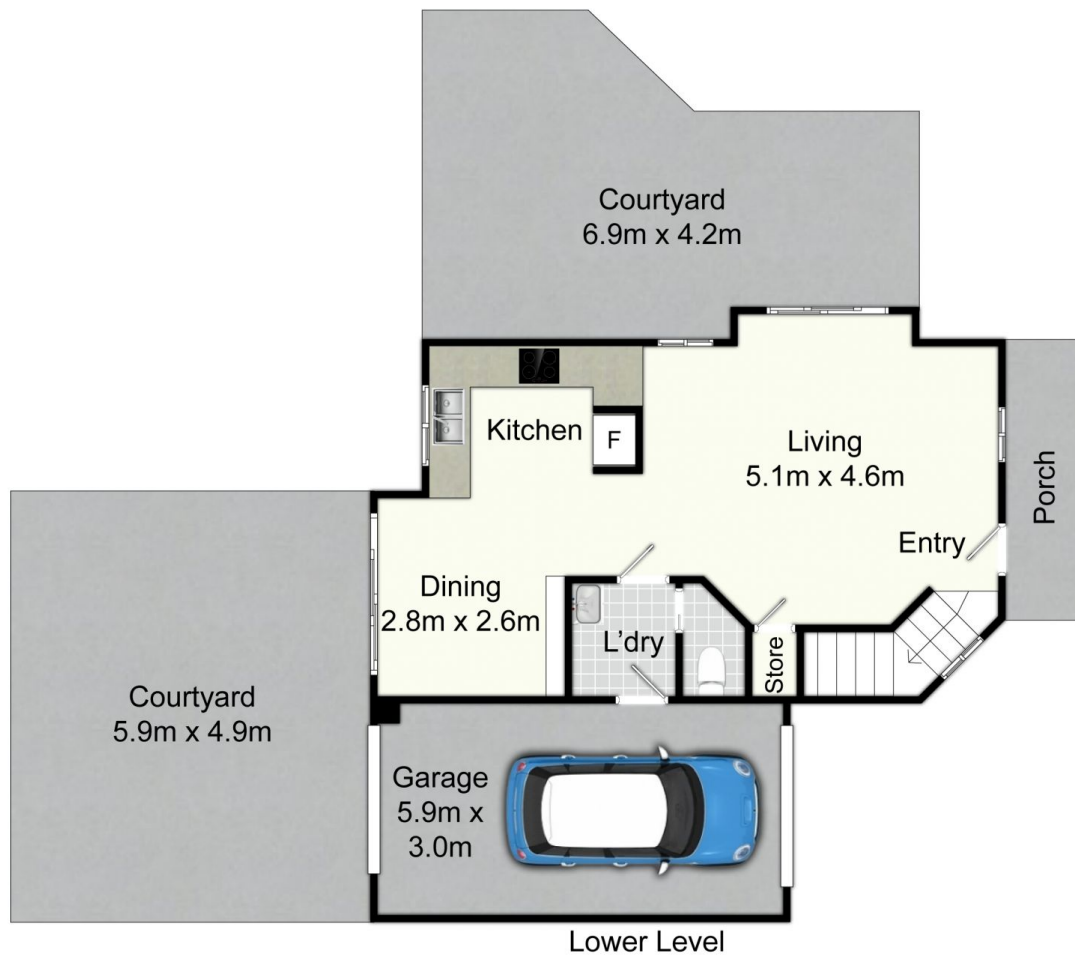 Courtyard
6.9m x 4.2m
Kitchen
F
Living
5.1m x 4.6m
Porch
Entry
Dining
2.8m x 2.6m
L'dry
Store
Courtyard
5.9m x 4.9m
Garage
5.9m x
3.0m
Lower Level